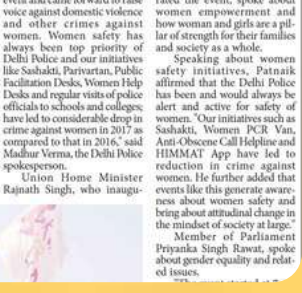 event and came forward to raise
voice against domestic violence
and other crimes against
women. Women safety has
always been top priority of
Delhi Police and our initiatives
like Sashakti, Parivartan, Public
Facilitation Desks, Women Help
Desks and regular visits of police
officials to schools and colleges;
have led to considerable drop in
crime against women in 2017 as
compared to that in 2016," said
Madhur Verma, the Delhi Police
spokesperson.
Union Home Minister
Rajnath Singh, who inaugu-
rated the event, spoke about
women empowerment and
how woman and girls are a pil-
lar of strength for their families
and society as a whole.
Speaking about women
safety initiatives, Patnaik
affirmed that the Delhi Police
has been and would always be
alert and active for safety of
women. "Our initiatives such as
Sashakti, Women PCR Van,
Anti-Obscene Call Helpline and
HIMMAT App have led to
reduction in crime against
women. He further added that
events like this generate aware-
ness about women safety and
bring about attitudinal change in
the mindset of society at large."
Member of Parliament
Priyanka Singh Rawat, spoke
about gender equality and relat-
ed issues.